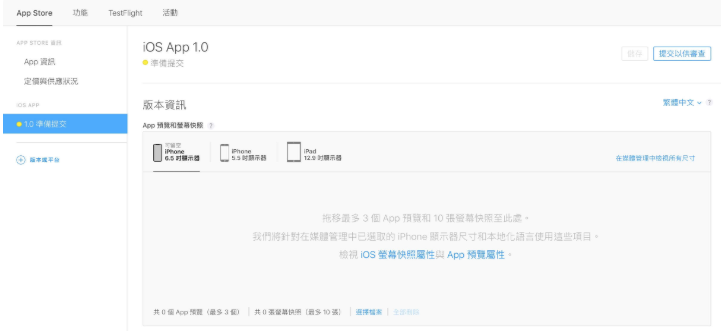 App Store 功能 TestFlight 活動
APP STORE 資訊
App 資訊
定價與供應狀況
IOS APP
1.0 準備提交
iOS App 1.0
準備提交
儲存 提交以供審查
版本資訊
繁體中文 ?
App 預覽和螢幕快照 ?
iPhone
6.5 吋顯示器
iPhone
5.5 吋顯示器
iPad
12.9 吋顯示器
在媒體管理中檢視所有尺寸
拖移最多 3 個 App 預覽和 10 張螢幕快照至此處。
我們將針對在媒體管理中已選取的 iPhone 顯示器尺寸和本地化語言使用這些項目。
檢視 iOS 螢幕快照屬性與 App 預覽屬性。
共 0 個 App 預覽（最多 3 個） 共 0 張螢幕快照（最多 10 張） 選擇檔案 全部刪除